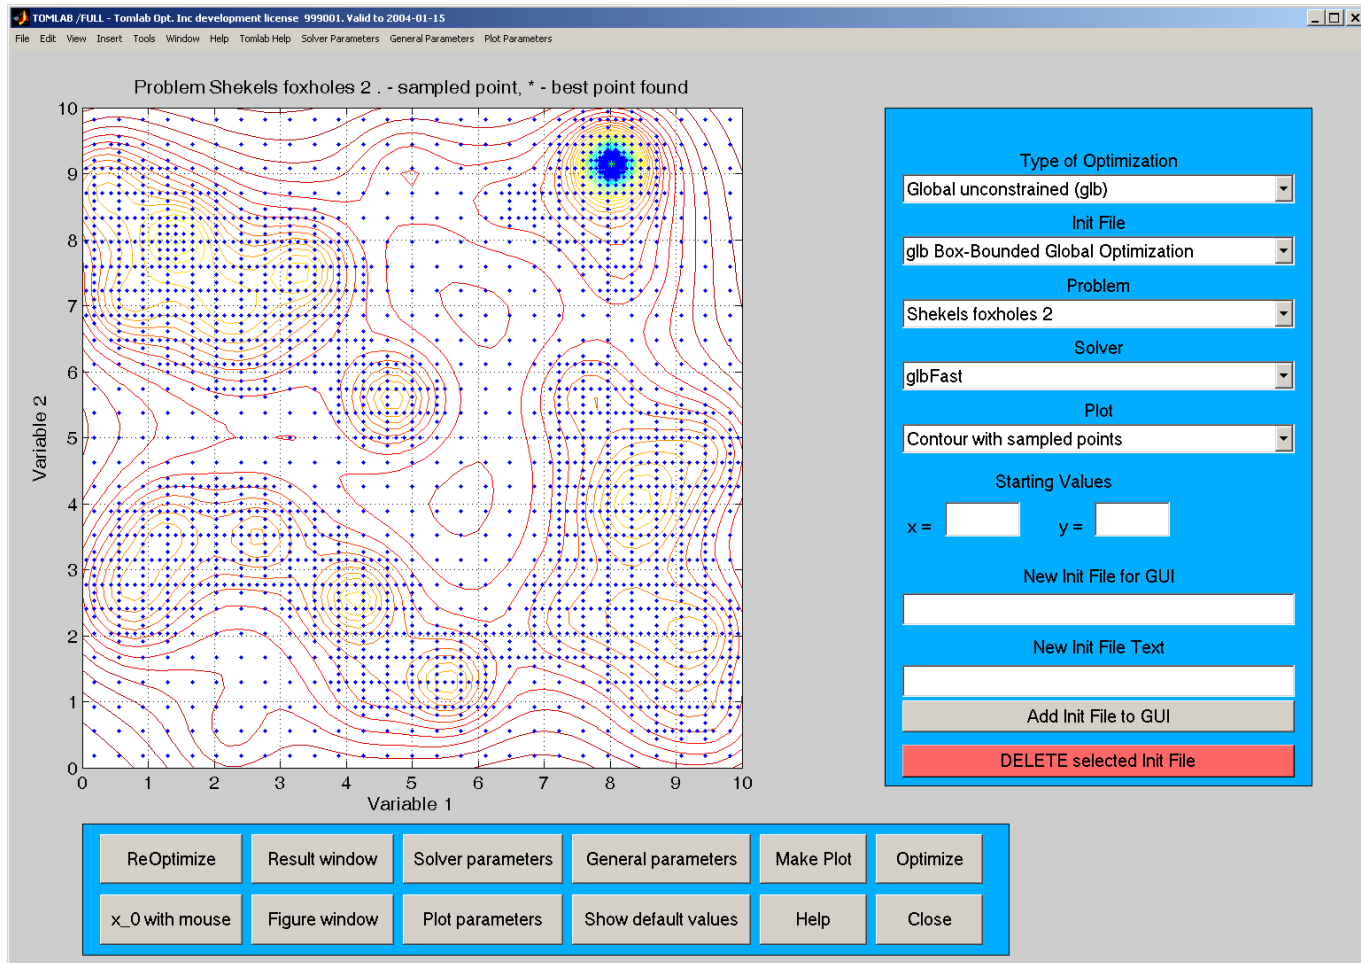 TOMLAB /FULL - Tomlab Opt. Inc development license 999001. Valid to 2004-01-15
File Edit View Insert Tools Window Help Tomlab Help Solver Parameters General Parameters Plot Parameters
Problem Shekels foxholes 2 . - sampled point, * - best point found
10
9
8
7
6
5
4
3
2
1
0
Variable 2
0 1 2 3 4 5 6 7 8 9 10
Variable 1
Type of Optimization
Global unconstrained (glb)
Init File
glb Box-Bounded Global Optimization
Problem
Shekels foxholes 2
Solver
glbFast
Plot
Contour with sampled points
Starting Values
x = y =
New Init File for GUI
New Init File Text
Add Init File to GUI
DELETE selected Init File
ReOptimize Result window Solver parameters General parameters Make Plot Optimize
x_0 with mouse Figure window Plot parameters Show default values Help Close